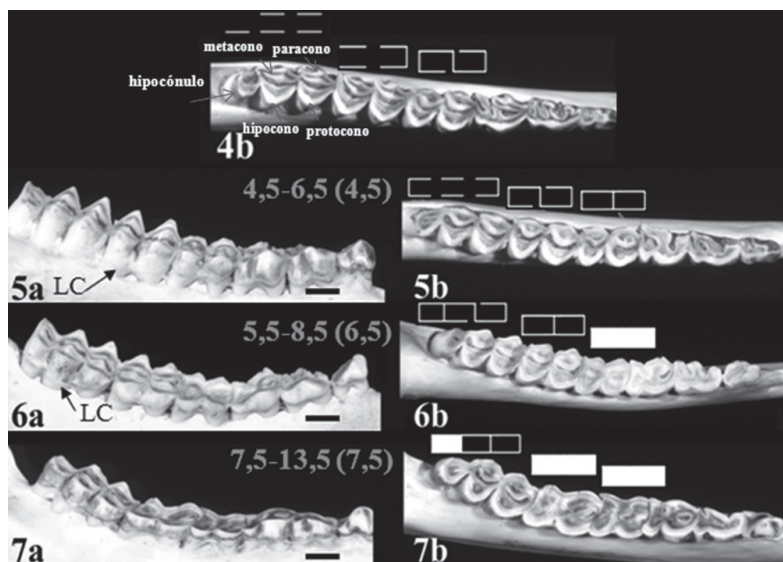 metacono paracono
hipocónulo
hipocono protocono
4b
4,5-6,5 (4,5)
LC
5a
5b
5,5-8,5 (6,5)
LC
6a
6b
7,5-13,5 (7,5)
7a
7b